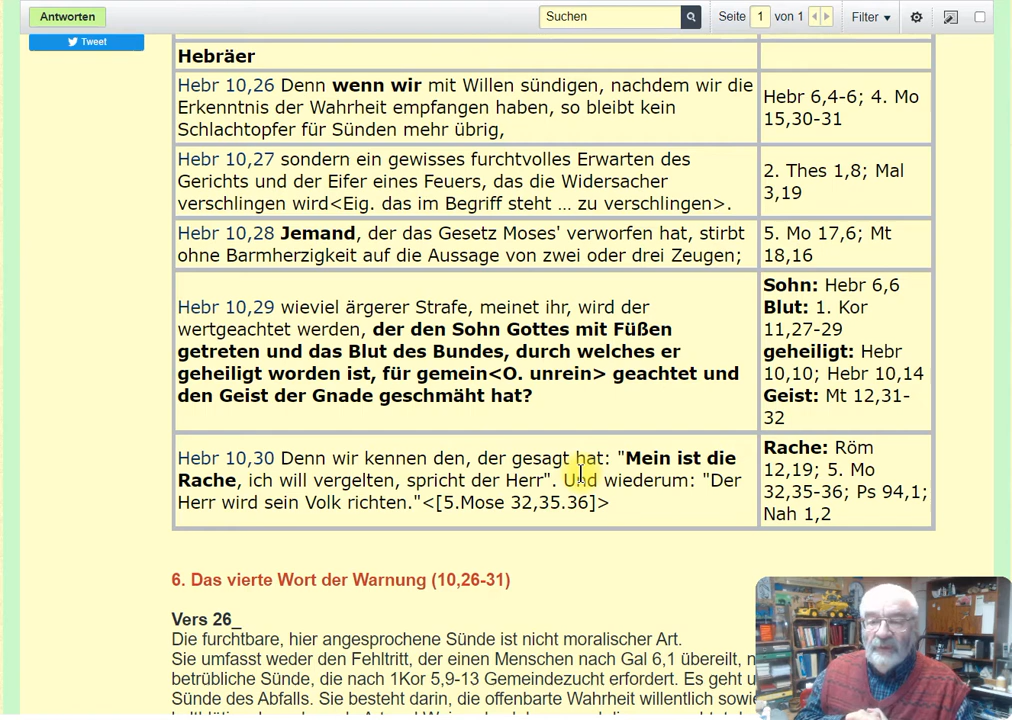 Antworten
Suchen
Seite 1 von 1
Filter
Tweet
Hebräer
Hebr 10,26 Denn wenn wir mit Willen sündigen, nachdem wir die
Erkenntnis der Wahrheit empfangen haben, so bleibt kein
Schlachtopfer für Sünden mehr übrig,
Hebr 6,4-6; 4. Mo
15,30-31
Hebr 10,27 sondern ein gewisses furchtvolles Erwarten des
Gerichts und der Eifer eines Feuers, das die Widersacher
verschlingen wird<Eig. das im Begriff steht ... zu verschlingen>.
2. Thes 1,8; Mal
3,19
Hebr 10,28 Jemand, der das Gesetz Moses' verworfen hat, stirbt
ohne Barmherzigkeit auf die Aussage von zwei oder drei Zeugen;
5. Mo 17,6; Mt
18,16
Hebr 10,29 wieviel ärgerer Strafe, meinet ihr, wird der
wertgeachtet werden, der den Sohn Gottes mit Füßen
getreten und das Blut des Bundes, durch welches er
geheiligt worden ist, für gemein<O. unrein> geachtet und
den Geist der Gnade geschmäht hat?
Sohn: Hebr 6,6
Blut: 1. Kor
11,27-29
geheiligt: Hebr
10,10; Hebr 10,14
Geist: Mt 12,31-
32
Hebr 10,30 Denn wir kennen den, der gesagt hat: "Mein ist die
Rache, ich will vergelten, spricht der Herr". Und wiederum: "Der
Herr wird sein Volk richten."<[5.Mose 32,35.36]>
Rache: Röm
12,19; 5. Mo
32,35-36; Ps 94,1;
Nah 1,2
6. Das vierte Wort der Warnung (10,26-31)
Vers 26_
Die furchtbare, hier angesprochene Sünde ist nicht moralischer Art.
Sie umfasst weder den Fehltritt, der einen Menschen nach Gal 6,1 übereilt, n
betrübliche Sünde, die nach 1Kor 5,9-13 Gemeindezucht erfordert. Es geht u
Sünde des Abfalls. Sie besteht darin, die offenbarte Wahrheit willentlich sowie